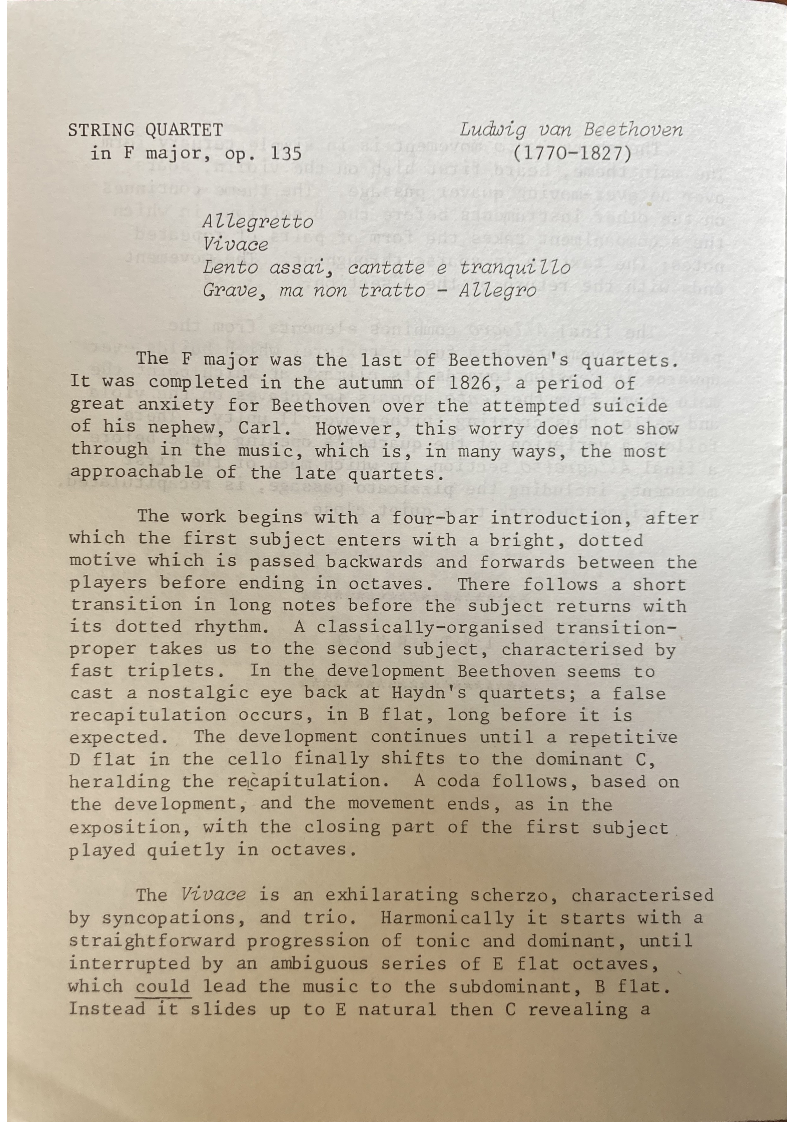 STRING QUARTET Ludwig van Beethoven
in F major, op. 135 (1770-1827)
Allegretto
Vivace
Lento assai, cantate e tranquillo
Grave, ma non tratto - Allegro
The F major was the last of Beethoven's quartets.
It was completed in the autumn of 1826, a period of
great anxiety for Beethoven over the attempted suicide
of his nephew, Carl. However, this worry does not show
through in the music, which is, in many ways, the most
approachable of the late quartets.
The work begins with a four-bar introduction, after
which the first subject enters with a bright, dotted
motive which is passed backwards and forwards between the
players before ending in octaves. There follows a short
transition in long notes before the subject returns with
its dotted rhythm. A classically-organised transition-
proper takes us to the second subject, characterised by
fast triplets. In the development Beethoven seems to
cast a nostalgic eye back at Haydn's quartets; a false
recapitulation occurs, in B flat, long before it is
expected. The development continues until a repetitive
D flat in the cello finally shifts to the dominant C,
heralding the recapitulation. A coda follows, based on
the development, and the movement ends, as in the
exposition, with the closing part of the first subject
played quietly in octaves.
The Vivace is an exhilarating scherzo, characterised
by syncopations, and trio. Harmonically it starts with a
straightforward progression of tonic and dominant, until
interrupted by an ambiguous series of E flat octaves,
which could lead the music to the subdominant, B flat.
Instead it slides up to E natural then C revealing a